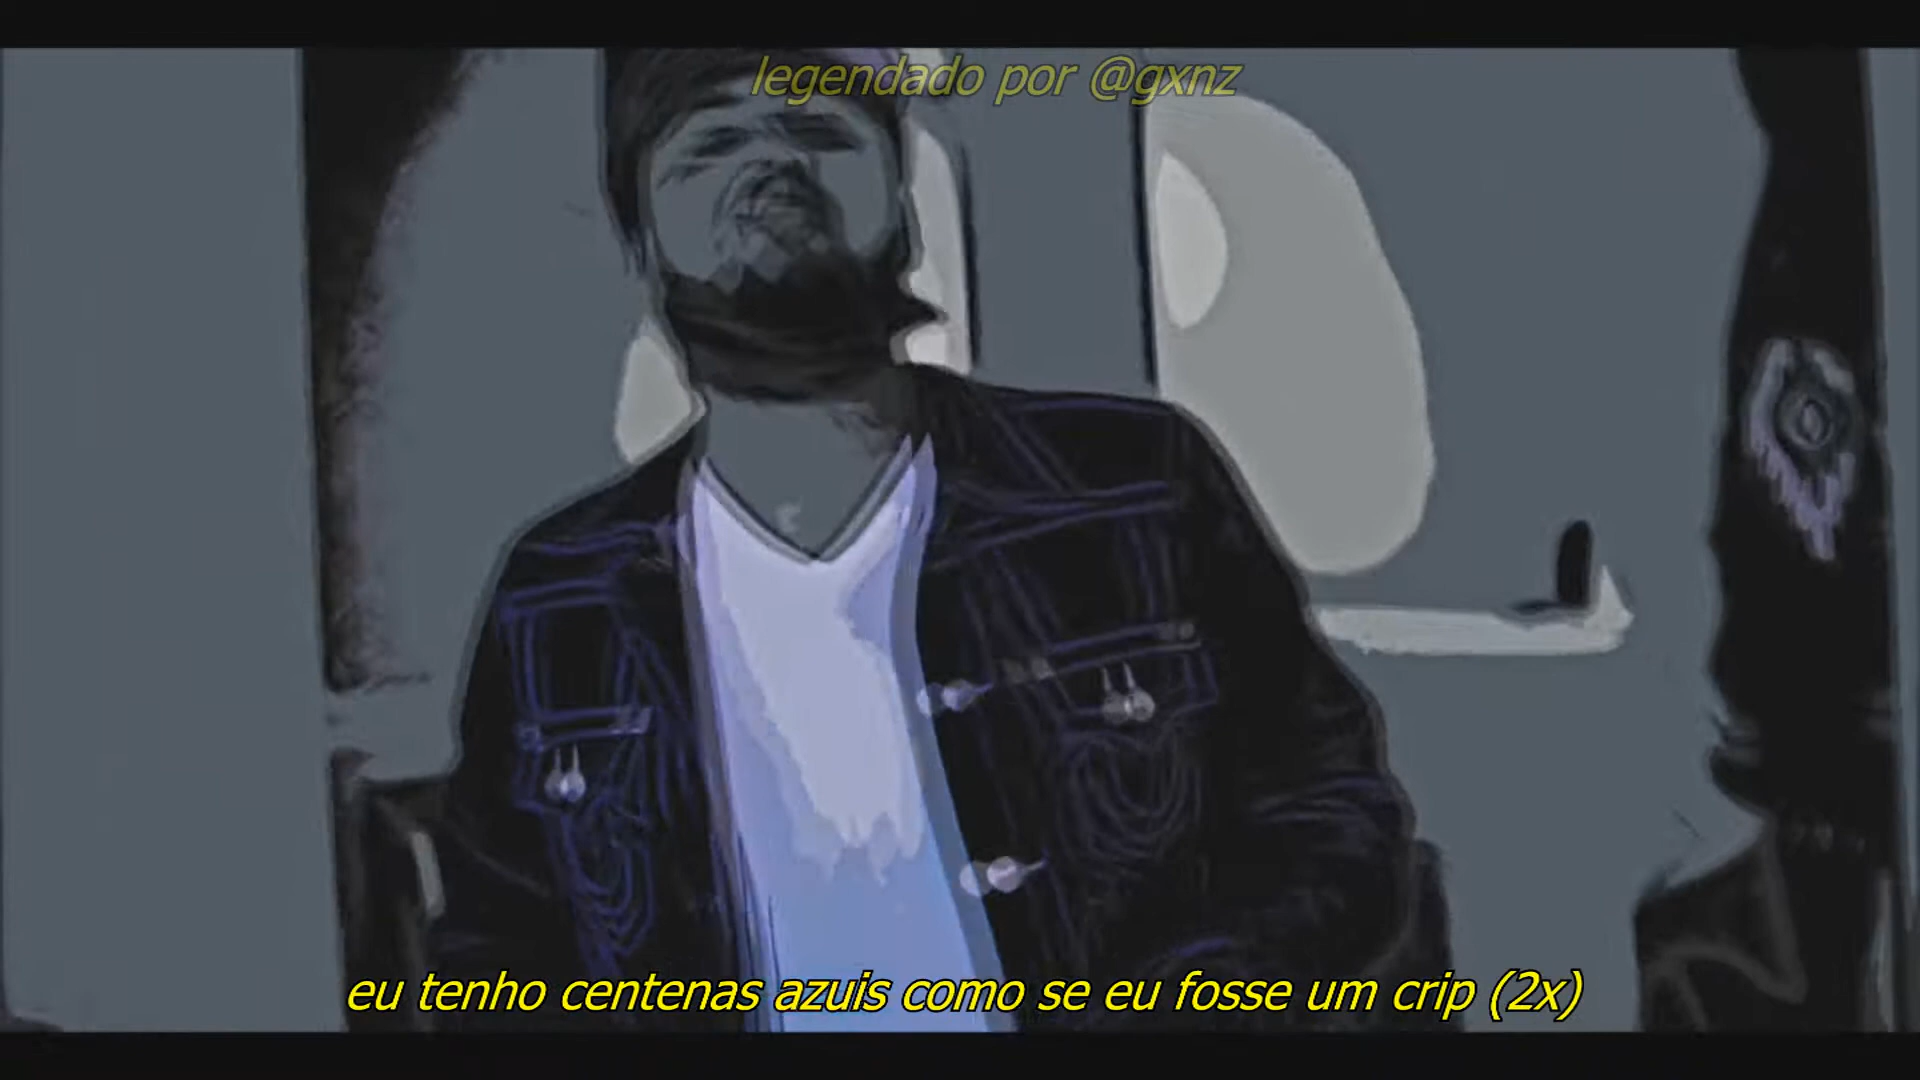 legendado por @gxnz
eu tenho centenas azuis como se eu fosse um crip (2x)